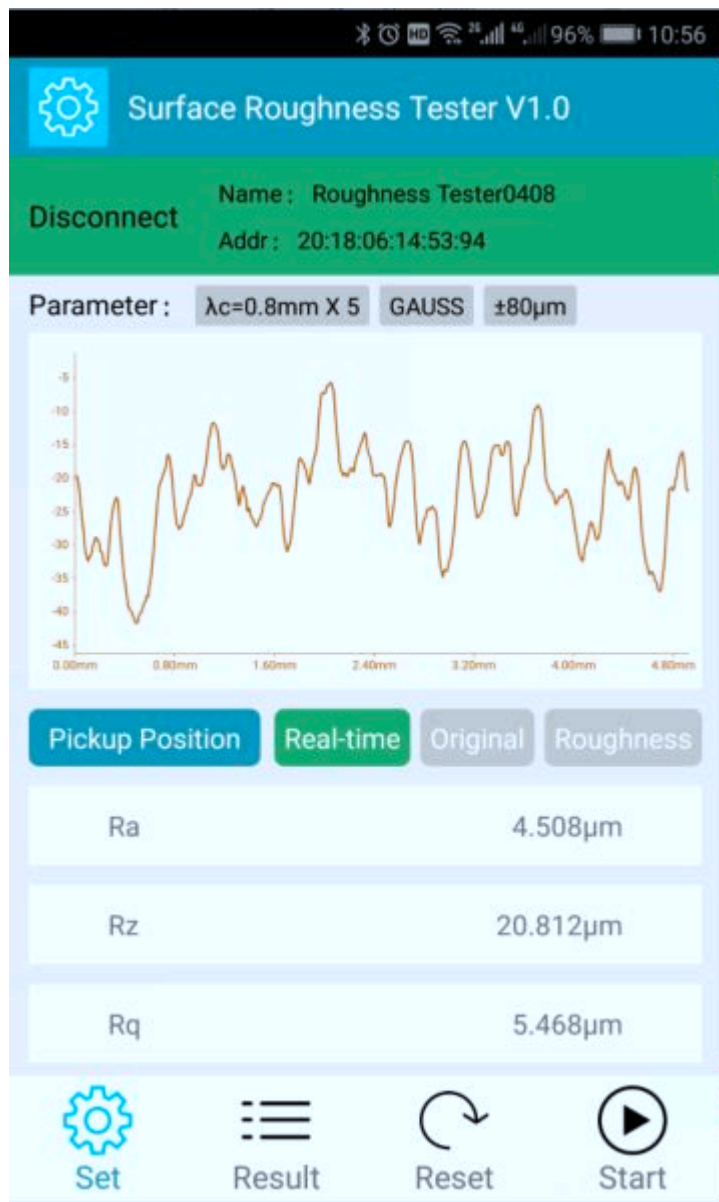 HD 2G 4G 96% 10:56
Surface Roughness Tester V1.0
Disconnect
Name: Roughness Tester0408
Addr: 20:18:06:14:53:94
Parameter: λc=0.8mm X 5 GAUSS ±80μm
-5
-10
-15
-20
-25
-30
-35
-40
-45
0.00mm 0.80mm 1.60mm 2.40mm 3.20mm 4.00mm 4.80mm
Pickup Position Real-time Original Roughness
Ra 4.508μm
Rz 20.812μm
Rq 5.468μm
Set Result Reset Start